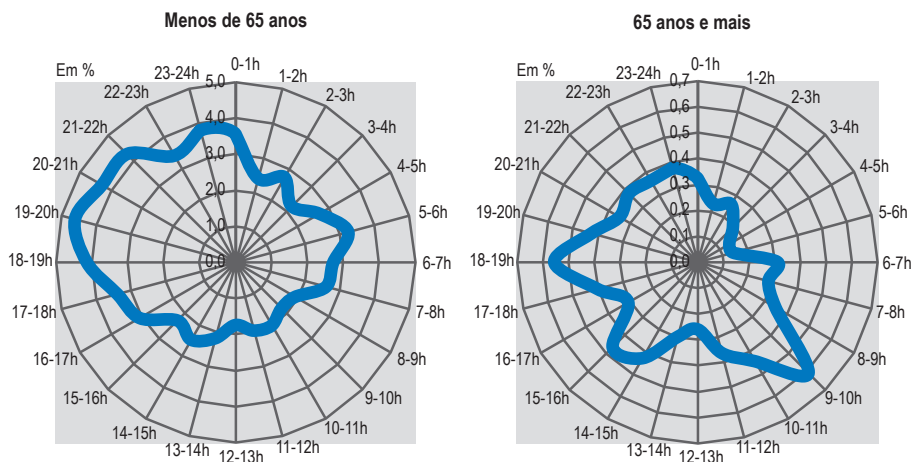 Menos de 65 anos
Em %
0-1h
1-2h
2-3h
3-4h
4-5h
5-6h
6-7h
7-8h
8-9h
9-10h
10-11h
11-12h
12-13h
13-14h
14-15h
15-16h
16-17h
17-18h
18-19h
19-20h
20-21h
21-22h
22-23h
23-24h
5,0
4,0
3,0
2,0
1,0
0,0
65 anos e mais
Em %
0-1h
1-2h
2-3h
3-4h
4-5h
5-6h
6-7h
7-8h
8-9h
9-10h
10-11h
11-12h
12-13h
13-14h
14-15h
15-16h
16-17h
17-18h
18-19h
19-20h
20-21h
21-22h
22-23h
23-24h
0,7
0,6
0,5
0,4
0,3
0,2
0,1
0,0